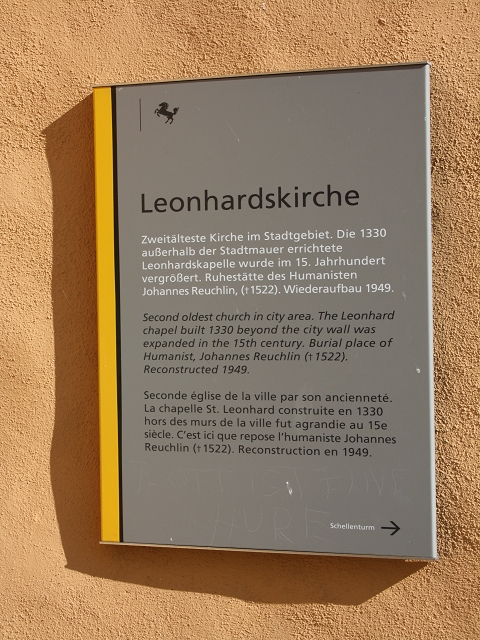 Leonhardskirche
Zweitälteste Kirche im Stadtgebiet. Die 1330
außerhalb der Stadtmauer errichtete
Leonhardskapelle wurde im 15. Jahrhundert
vergrößert. Ruhestätte des Humanisten
Johannes Reuchlin, (†1522). Wiederaufbau 1949.
Second oldest church in city area. The Leonhard
chapel built 1330 beyond the city wall was
expanded in the 15th century. Burial place of
Humanist, Johannes Reuchlin (†1522).
Reconstructed 1949.
Seconde église de la ville par son ancienneté.
La chapelle St. Leonhard construite en 1330
hors des murs de la ville fut agrandie au 15e
siècle. C'est ici que repose l'humaniste Johannes
Reuchlin (†1522). Reconstruction en 1949.
Schellenturm →